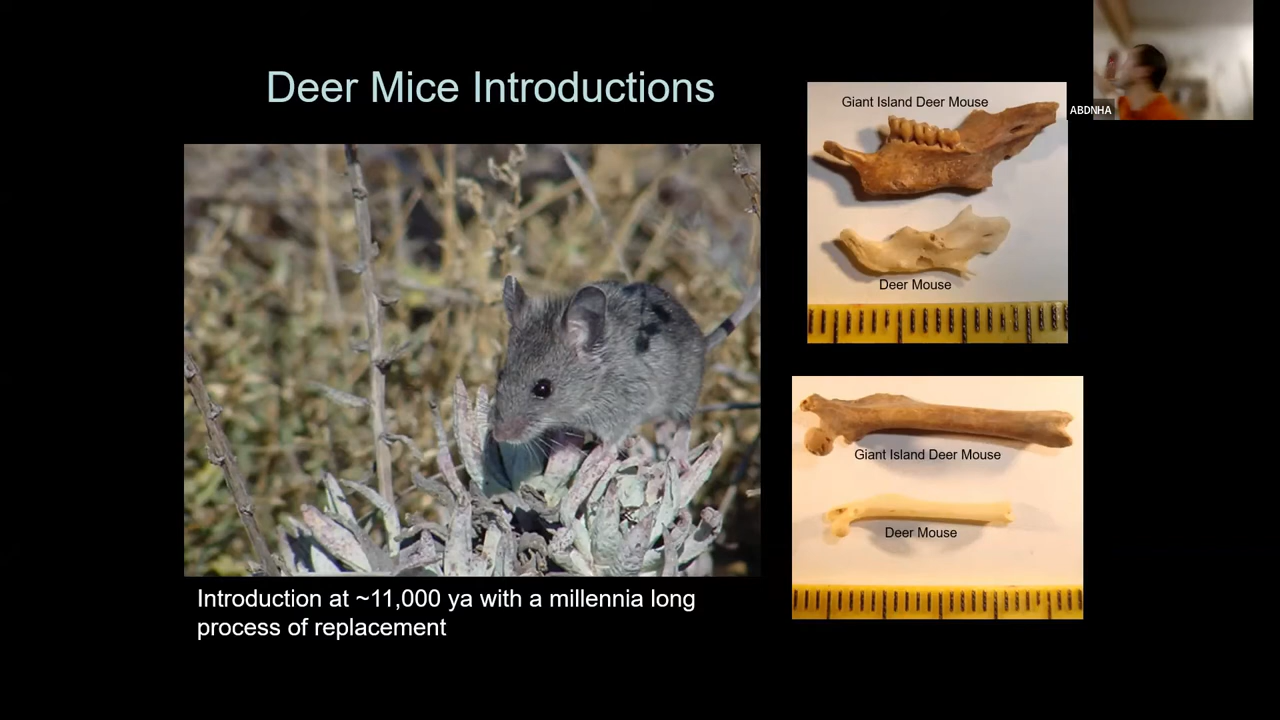 Deer Mice Introductions
Giant Island Deer Mouse
Deer Mouse
ABDNHA
Giant Island Deer Mouse
Deer Mouse
Introduction at ~11,000 ya with a millennia long
process of replacement